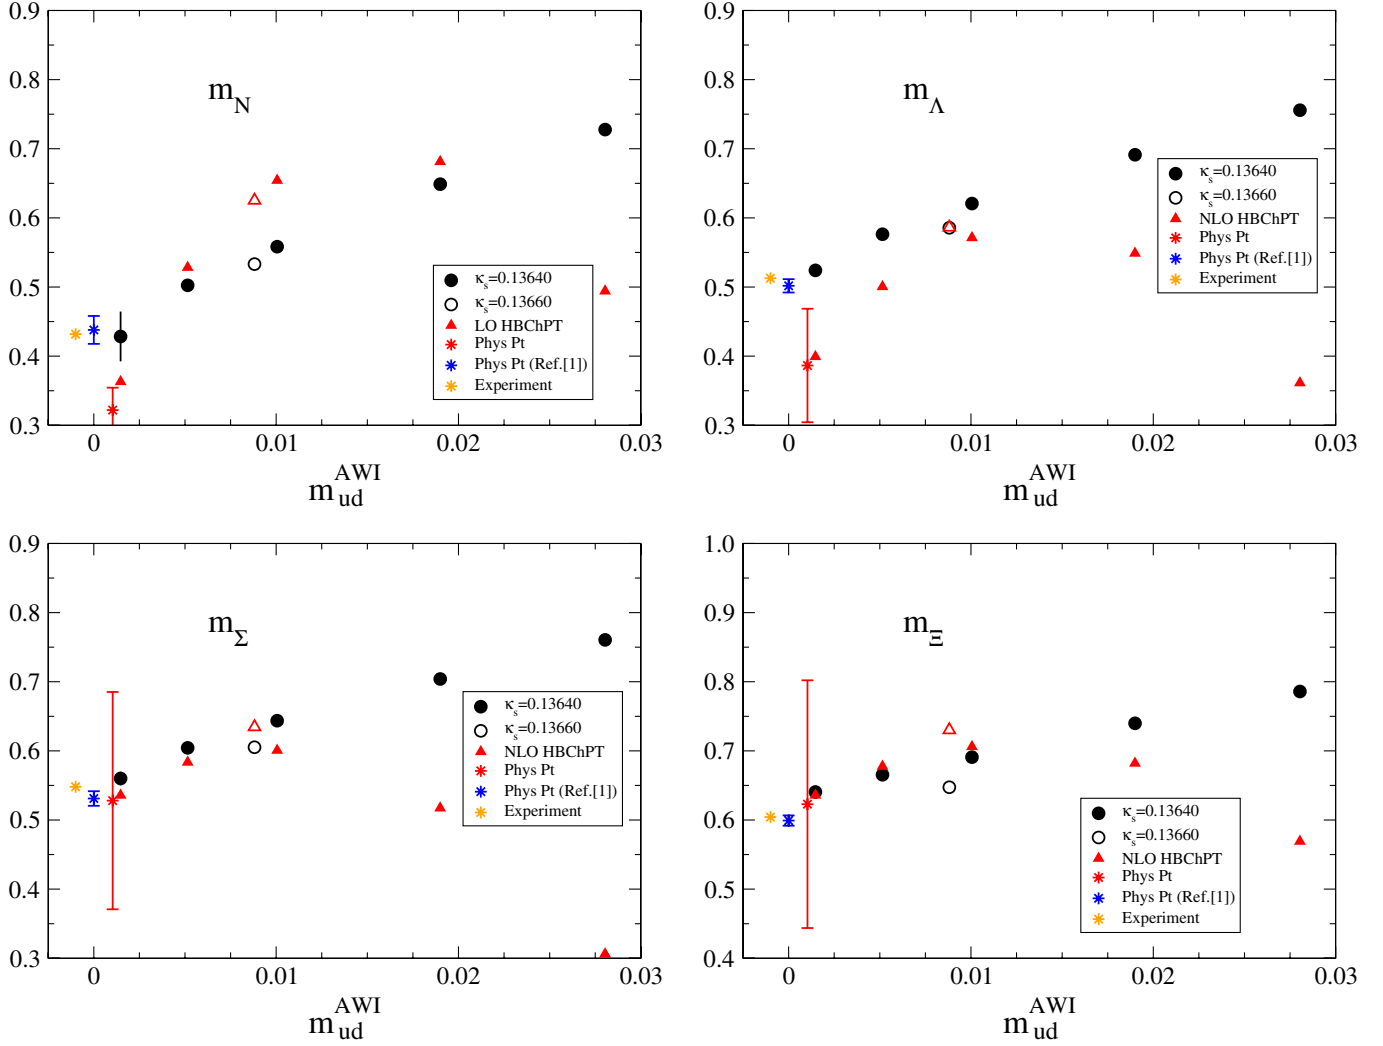 0.9
0.8
0.7
0.6
0.5
0.4
0.3
m_N
κ_s=0.13640
κ_s=0.13660
LO HBChPT
Phys Pt
Phys Pt (Ref.[1])
Experiment
0 0.01 0.02 0.03
m_ud^AWI
0.9
0.8
0.7
0.6
0.5
0.4
0.3
m_Λ
κ_s=0.13640
κ_s=0.13660
NLO HBChPT
Phys Pt
Phys Pt (Ref.[1])
Experiment
0 0.01 0.02 0.03
m_ud^AWI
0.9
0.8
0.7
0.6
0.5
0.4
0.3
m_Σ
κ_s=0.13640
κ_s=0.13660
NLO HBChPT
Phys Pt
Phys Pt (Ref.[1])
Experiment
0 0.01 0.02 0.03
m_ud^AWI
1.0
0.9
0.8
0.7
0.6
0.5
0.4
m_Ξ
κ_s=0.13640
κ_s=0.13660
NLO HBChPT
Phys Pt
Phys Pt (Ref.[1])
Experiment
0 0.01 0.02 0.03
m_ud^AWI